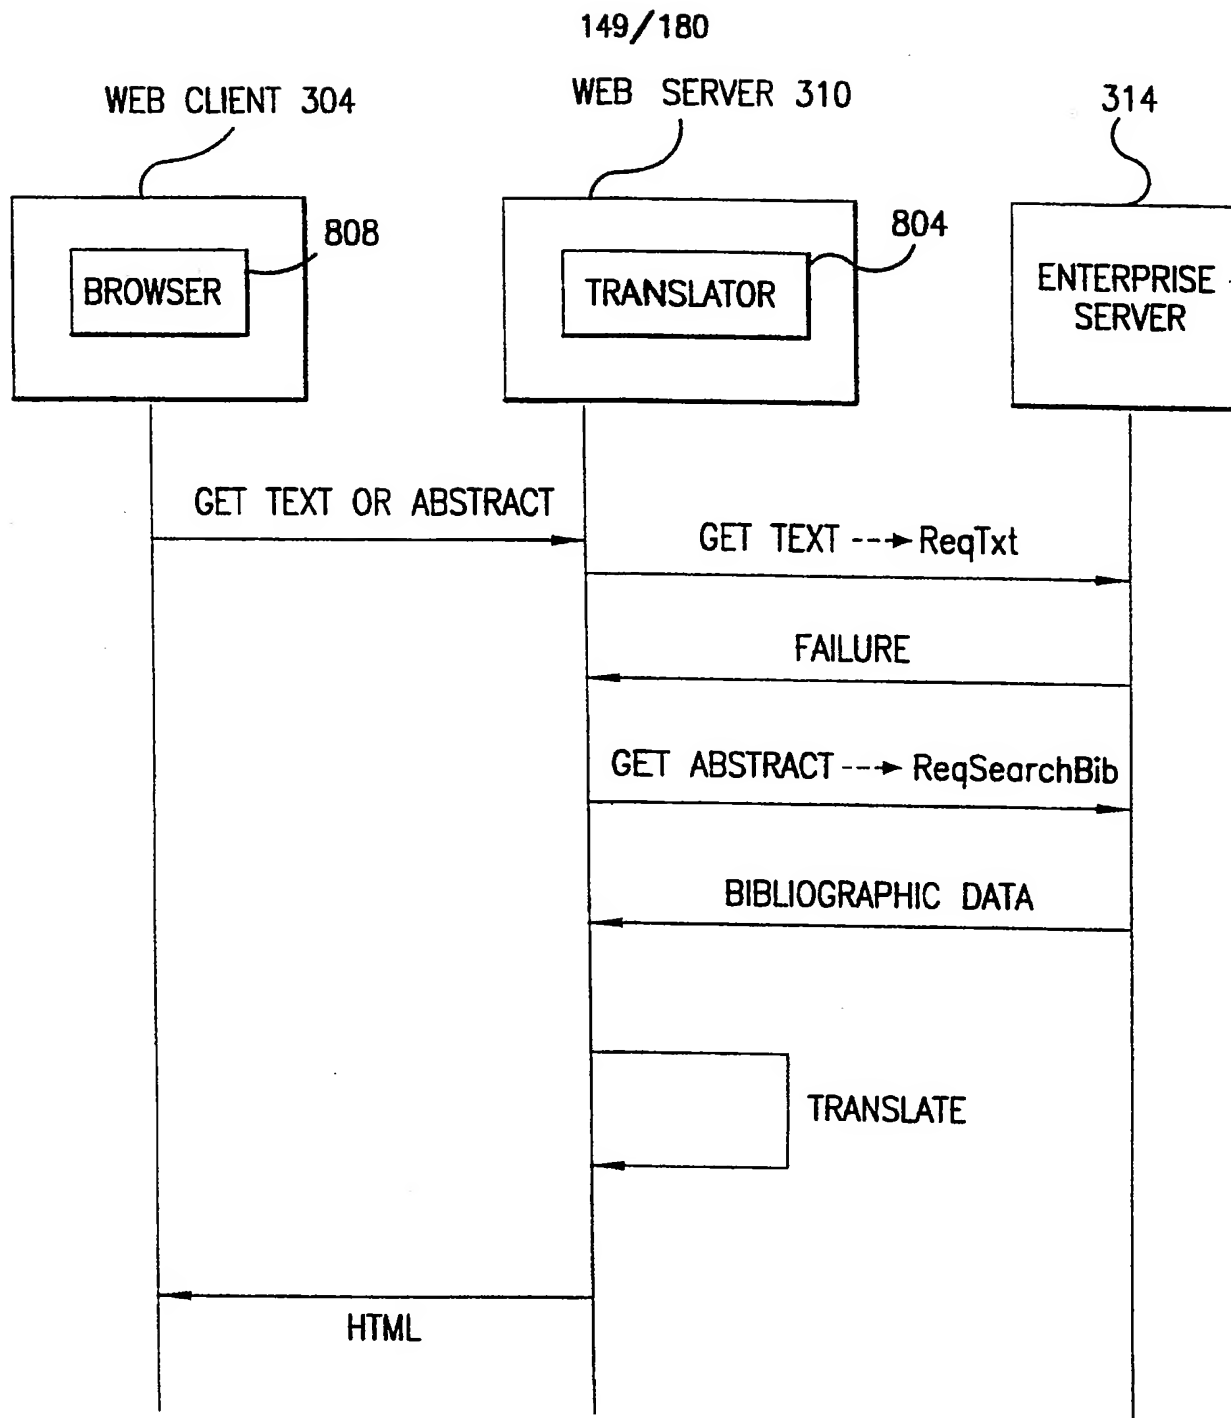 149/180
WEB CLIENT 304
WEB SERVER 310
314
808
804
BROWSER
TRANSLATOR
ENTERPRISE
SERVER
GET TEXT OR ABSTRACT
GET TEXT ---→ ReqTxt
FAILURE
GET ABSTRACT ---→ ReqSearchBib
BIBLIOGRAPHIC DATA
TRANSLATE
HTML